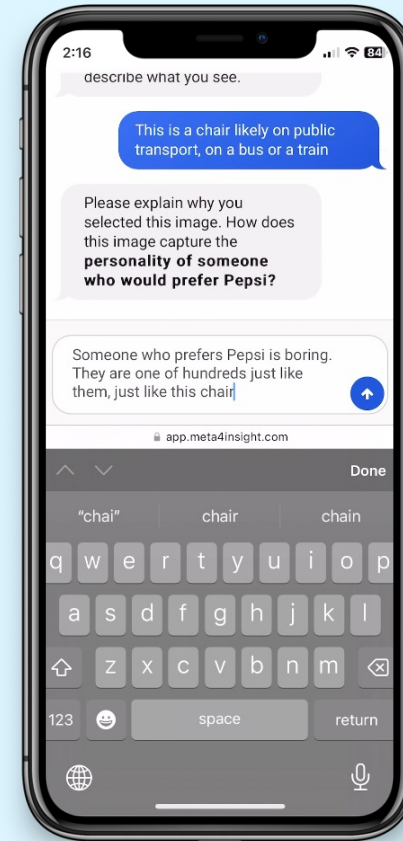 2:16
84
describe what you see.
This is a chair likely on public
transport, on a bus or a train
Please explain why you
selected this image. How does
this image capture the
personality of someone
who would prefer Pepsi?
Someone who prefers Pepsi is boring.
They are one of hundreds just like
them, just like this chair
app.meta4insight.com
Done
“chai” chair chain
q w e r t y u i o p
a s d f g h j k l
z x c v b n m
123 space return